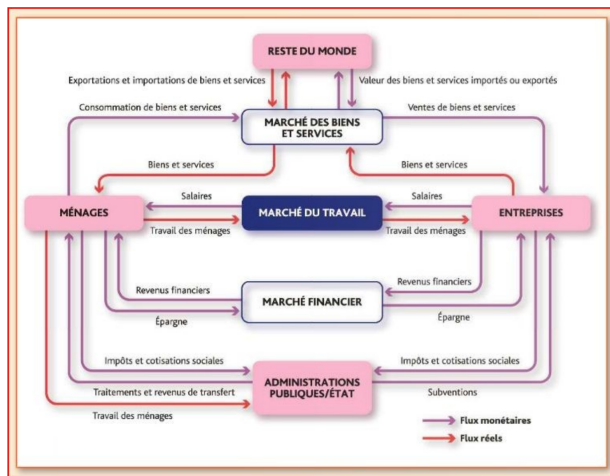 RESTE DU MONDE
Exportations et importations de biens et services
Valeur des biens et services importés ou exportés
Consommation de biens et services
MARCHÉ DES BIENS
ET SERVICES
Ventes de biens et services
Biens et services
Biens et services
MÉNAGES
Salaires
MARCHÉ DU TRAVAIL
Salaires
ENTREPRISES
Travail des ménages
Travail des ménages
Revenus financiers
MARCHÉ FINANCIER
Revenus financiers
Épargne
Épargne
Impôts et cotisations sociales
ADMINISTRATIONS
PUBLIQUES/ÉTAT
Impôts et cotisations sociales
Traitements et revenus de transfert
Subventions
Travail des ménages
Flux monétaires
Flux réels